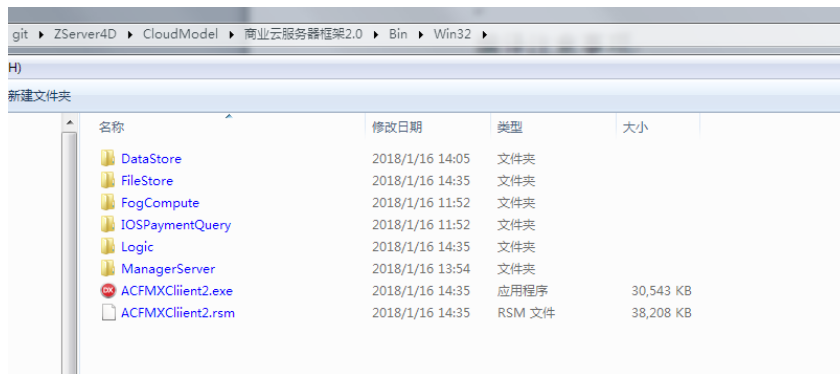 git ▸ ZServer4D ▸ CloudModel ▸ 商业云服务器框架2.0 ▸ Bin ▸ Win32 ▸
H)
新建文件夹
名称 修改日期 类型 大小
DataStore 2018/1/16 14:05 文件夹
FileStore 2018/1/16 14:35 文件夹
FogCompute 2018/1/16 11:52 文件夹
IOSPaymentQuery 2018/1/16 11:52 文件夹
Logic 2018/1/16 14:35 文件夹
ManagerServer 2018/1/16 13:54 文件夹
DX ACFMXCliient2.exe 2018/1/16 14:35 应用程序 30,543 KB
ACFMXCliient2.rsm 2018/1/16 14:35 RSM 文件 38,208 KB